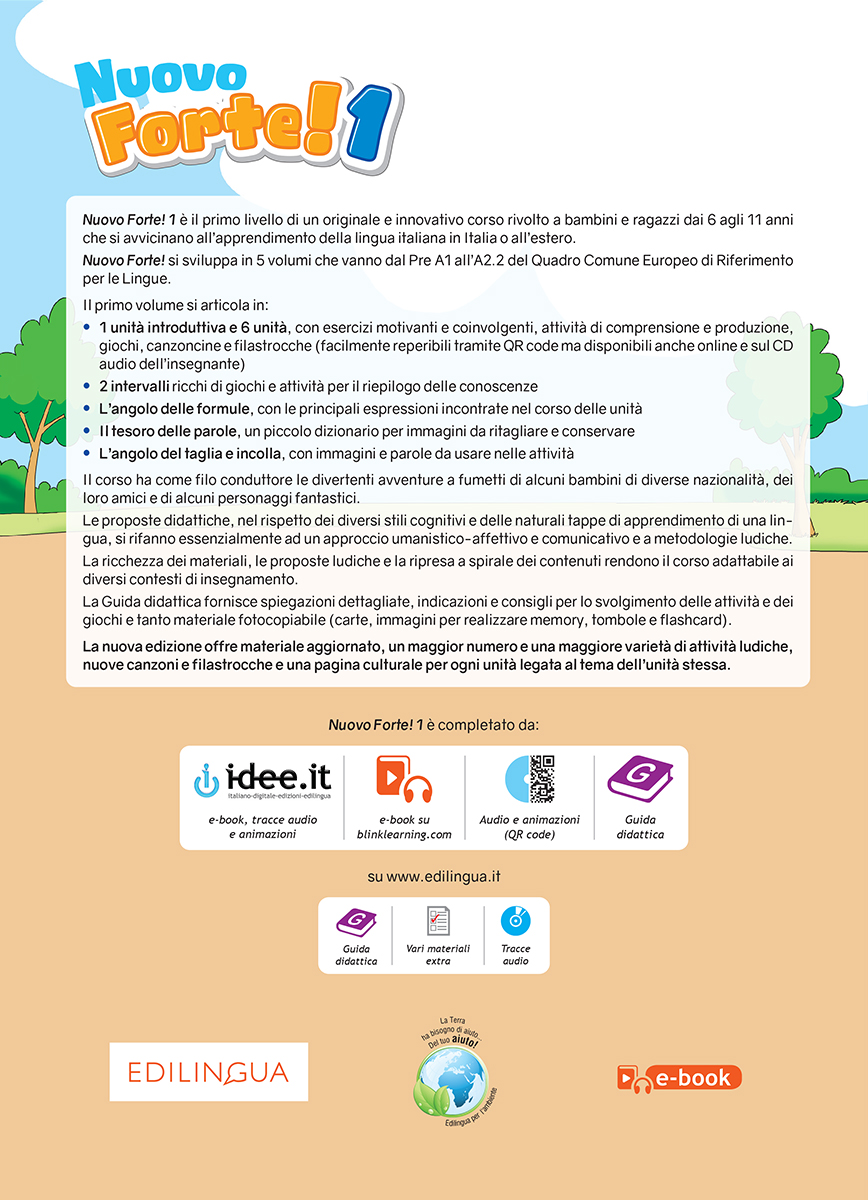 Nuovo
Forte! 1
Nuovo Forte! 1 è il primo livello di un originale e innovativo corso rivolto a bambini e ragazzi dai 6 agli 11 anni
che si avvicinano all'apprendimento della lingua italiana in Italia o all'estero.
Nuovo Forte! si sviluppa in 5 volumi che vanno dal Pre A1 all'A2.2 del Quadro Comune Europeo di Riferimento
per le Lingue.
Il primo volume si articola in:
• 1 unità introduttiva e 6 unità, con esercizi motivanti e coinvolgenti, attività di comprensione e produzione,
giochi, canzoncine e filastrocche (facilmente reperibili tramite QR code ma disponibili anche online e sul CD
audio dell'insegnante)
• 2 intervalli ricchi di giochi e attività per il riepilogo delle conoscenze
• L'angolo delle formule, con le principali espressioni incontrate nel corso delle unità
• Il tesoro delle parole, un piccolo dizionario per immagini da ritagliare e conservare
• L'angolo del taglia e incolla, con immagini e parole da usare nelle attività
Il corso ha come filo conduttore le divertenti avventure a fumetti di alcuni bambini di diverse nazionalità, dei
loro amici e di alcuni personaggi fantastici.
Le proposte didattiche, nel rispetto dei diversi stili cognitivi e delle naturali tappe di apprendimento di una lin-
gua, si rifanno essenzialmente ad un approccio umanistico-affettivo e comunicativo e a metodologie ludiche.
La ricchezza dei materiali, le proposte ludiche e la ripresa a spirale dei contenuti rendono il corso adattabile ai
diversi contesti di insegnamento.
La Guida didattica fornisce spiegazioni dettagliate, indicazioni e consigli per lo svolgimento delle attività e dei
giochi e tanto materiale fotocopiabile (carte, immagini per realizzare memory, tombole e flashcard).
La nuova edizione offre materiale aggiornato, un maggior numero e una maggiore varietà di attività ludiche,
nuove canzoni e filastrocche e una pagina culturale per ogni unità legata al tema dell'unità stessa.
Nuovo Forte! 1 è completato da:
i idee.it
italiano-digitale-edizioni-edilingua
e-book, tracce audio
e animazioni
e-book su
blinklearning.com
Audio e animazioni
(QR code)
G
Guida
didattica
su www.edilingua.it
G
Guida
didattica
Vari materiali
extra
Tracce
audio
EDILINGUA
La Terra
ha bisogno di aiuto...
Del tuo aiuto!
Edilingua per l'ambiente
e-book